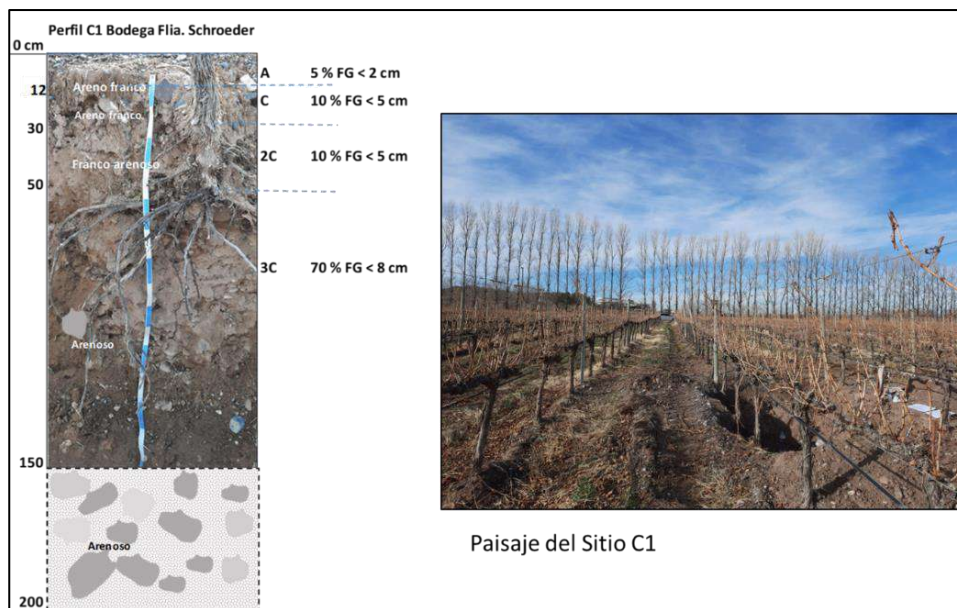 Perfil C1 Bodega Flia. Schroeder
0 cm
A 5 % FG < 2 cm
Areno franco
12
C 10 % FG < 5 cm
Areno franco
30
2C 10 % FG < 5 cm
Franco arenoso
50
3C 70 % FG < 8 cm
Arenoso
150
Arenoso
200
Paisaje del Sitio C1